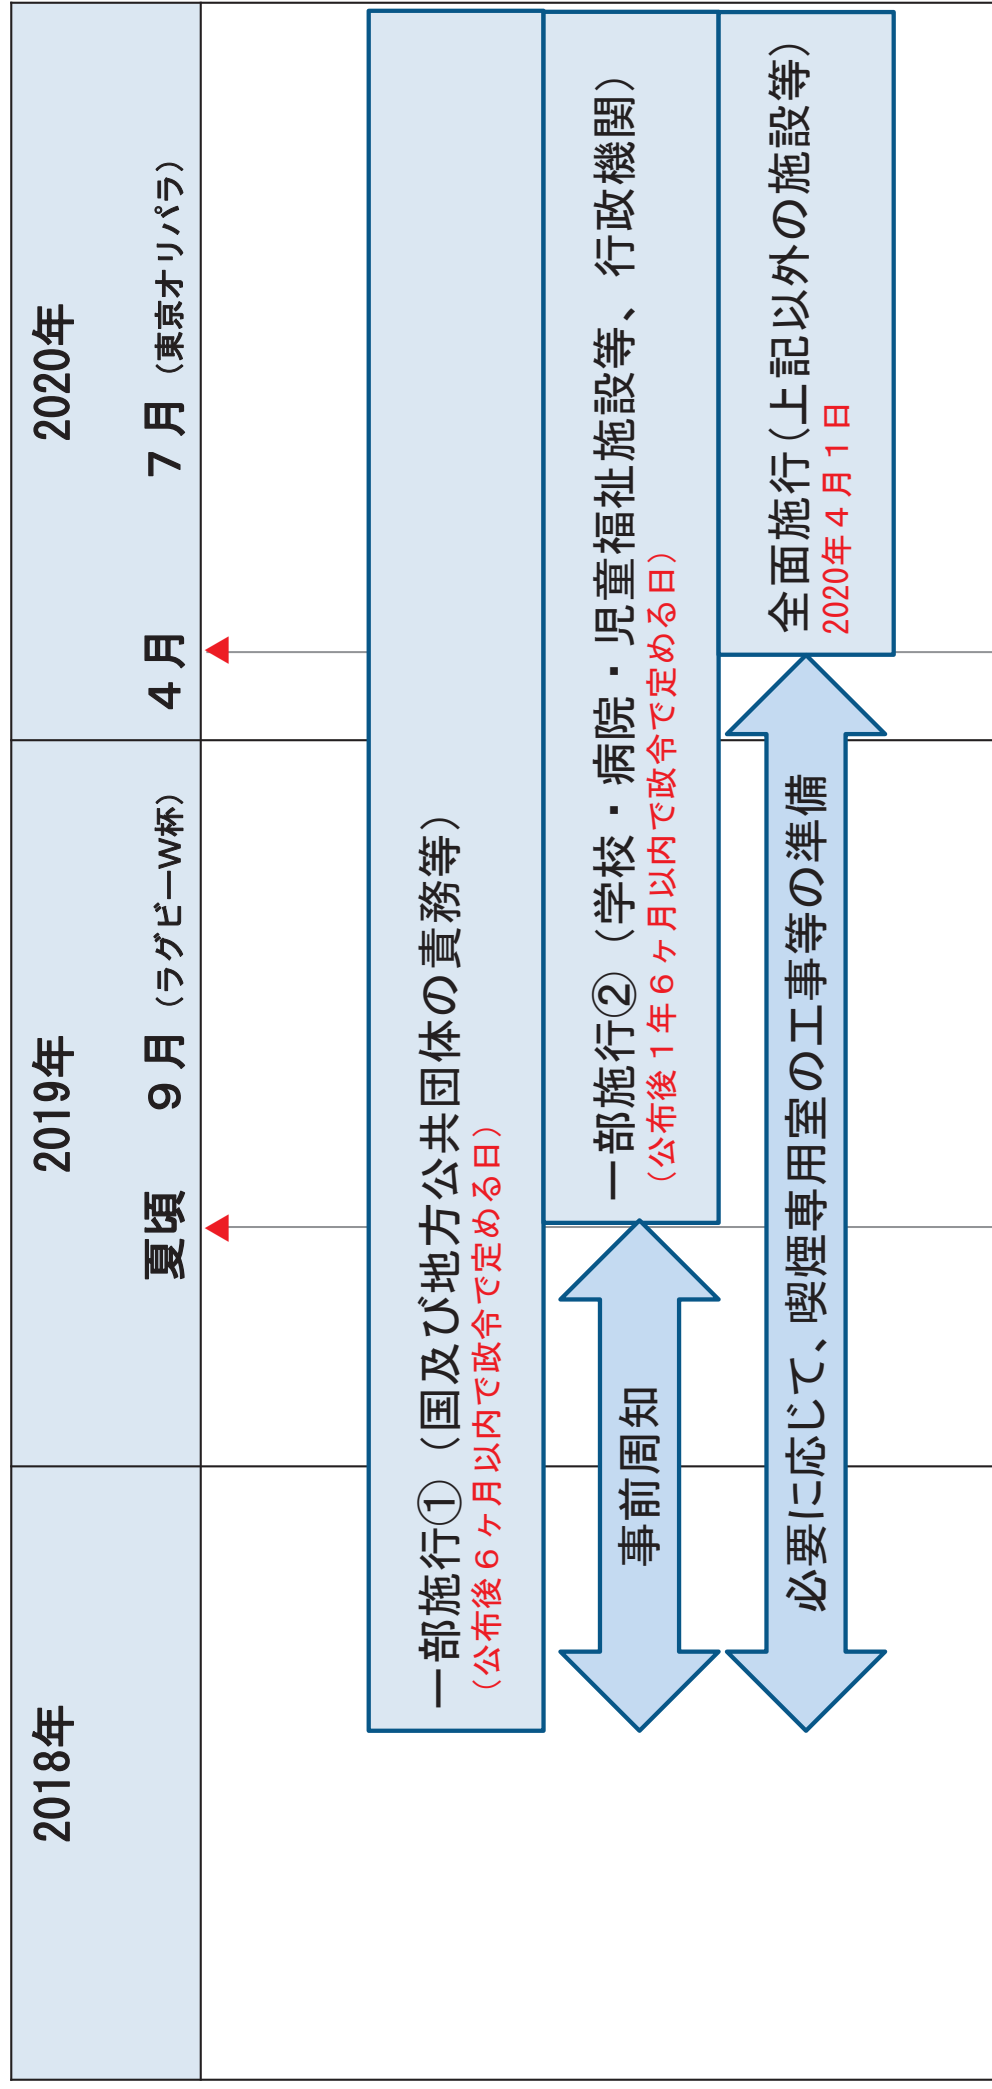 2018年
2019年
2020年
夏頃
９月（ラグビーＷ杯）
４月
７月（東京オリパラ）
一部施行①（国及び地方公共団体の責務等）
（公布後６ヶ月以内で政令で定める日）
一部施行②（学校・病院・児童福祉施設等、行政機関）
（公布後１年６ヶ月以内で政令で定める日）
事前周知
全面施行（上記以外の施設等）
2020年４月１日
必要に応じて、喫煙専用室の工事等の準備